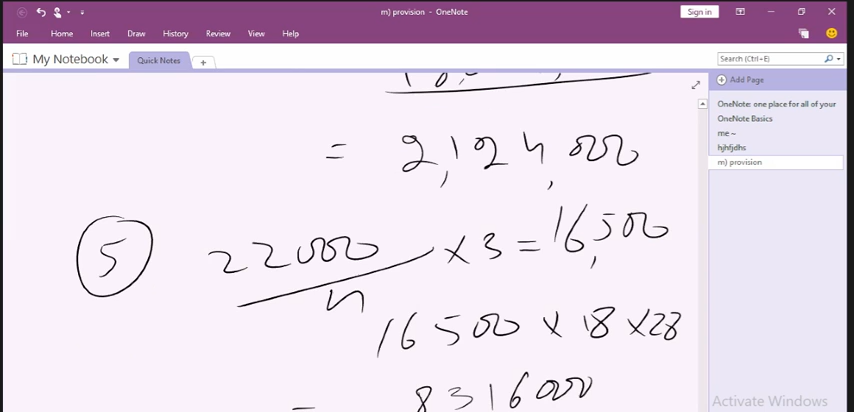 m) provision - OneNote
Sign in
File Home Insert Draw History Review View Help
My Notebook
Quick Notes
Search (Ctrl+E)
Add Page
OneNote: one place for all of your
OneNote Basics
me ~
hjhfjdhs
m) provision
= 2,124,000
5
22000 / 4 × 3 = 16,500
16500 × 18 × 28
= 8316000
Activate Windows